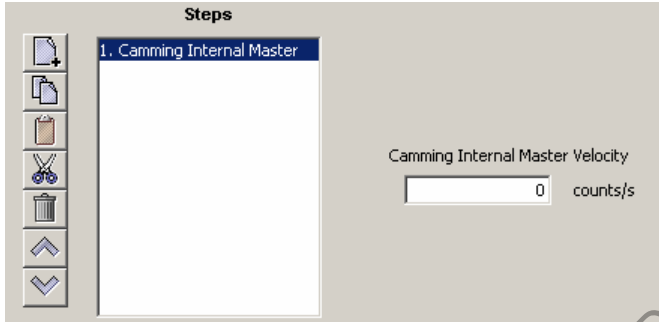 Steps
1. Camming Internal Master
Camming Internal Master Velocity
0 counts/s